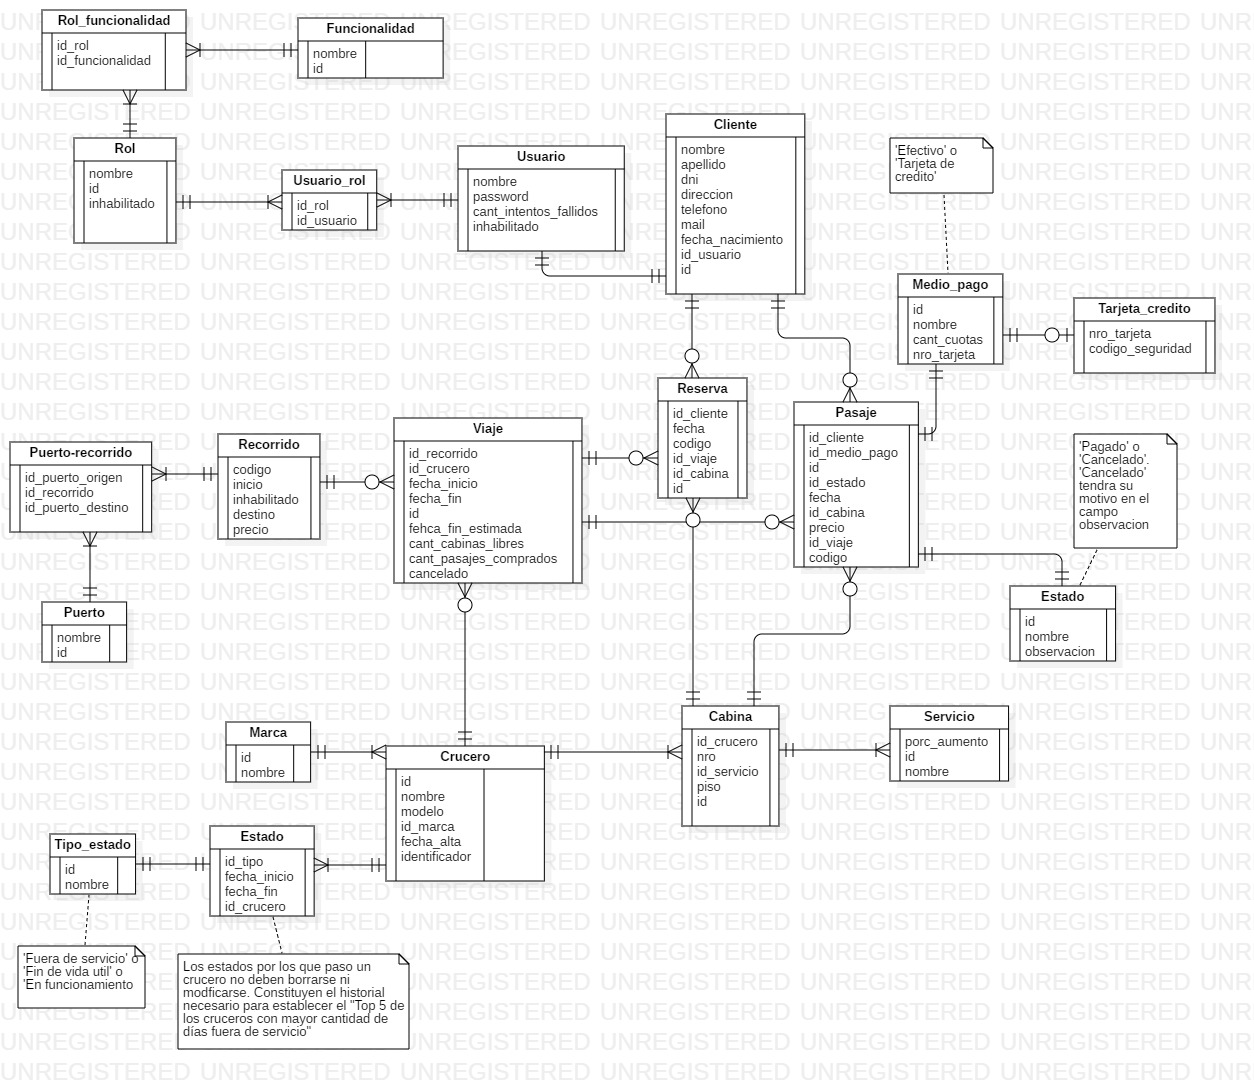 Rol_funcionalidad
id_rol
id_funcionalidad
Funcionalidad
nombre
id
Rol
nombre
id
inhabilitado
Usuario_rol
id_rol
id_usuario
Usuario
nombre
password
cant_intentos_fallidos
inhabilitado
Cliente
nombre
apellido
dni
direccion
telefono
mail
fecha_nacimiento
id_usuario
id
'Efectivo' o
'Tarjeta de
credito'
Medio_pago
id
nombre
cant_cuotas
nro_tarjeta
Tarjeta_credito
nro_tarjeta
codigo_seguridad
Puerto-recorrido
id_puerto_origen
id_recorrido
id_puerto_destino
Recorrido
codigo
inicio
inhabilitado
destino
precio
Viaje
id_recorrido
id_crucero
fecha_inicio
fecha_fin
id
fehca_fin_estimada
cant_cabinas_libres
cant_pasajes_comprados
cancelado
Reserva
id_cliente
fecha
codigo
id_viaje
id_cabina
id
Pasaje
id_cliente
id_medio_pago
id
id_estado
fecha
id_cabina
precio
id_viaje
codigo
'Pagado' o
'Cancelado'.
'Cancelado'
tendra su
motivo en el
campo
observacion
Puerto
nombre
id
Estado
id
nombre
observacion
Marca
id
nombre
Crucero
id
nombre
modelo
id_marca
fecha_alta
identificador
Cabina
id_crucero
nro
id_servicio
piso
id
Servicio
porc_aumento
id
nombre
Tipo_estado
id
nombre
Estado
id_tipo
fecha_inicio
fecha_fin
id_crucero
'Fuera de servicio' o
'Fin de vida util' o
'En funcionamiento
Los estados por los que paso un
crucero no deben borrarse ni
modficarse. Constituyen el historial
necesario para establecer el "Top 5 de
los cruceros con mayor cantidad de
días fuera de servicio"
UNREGISTERED